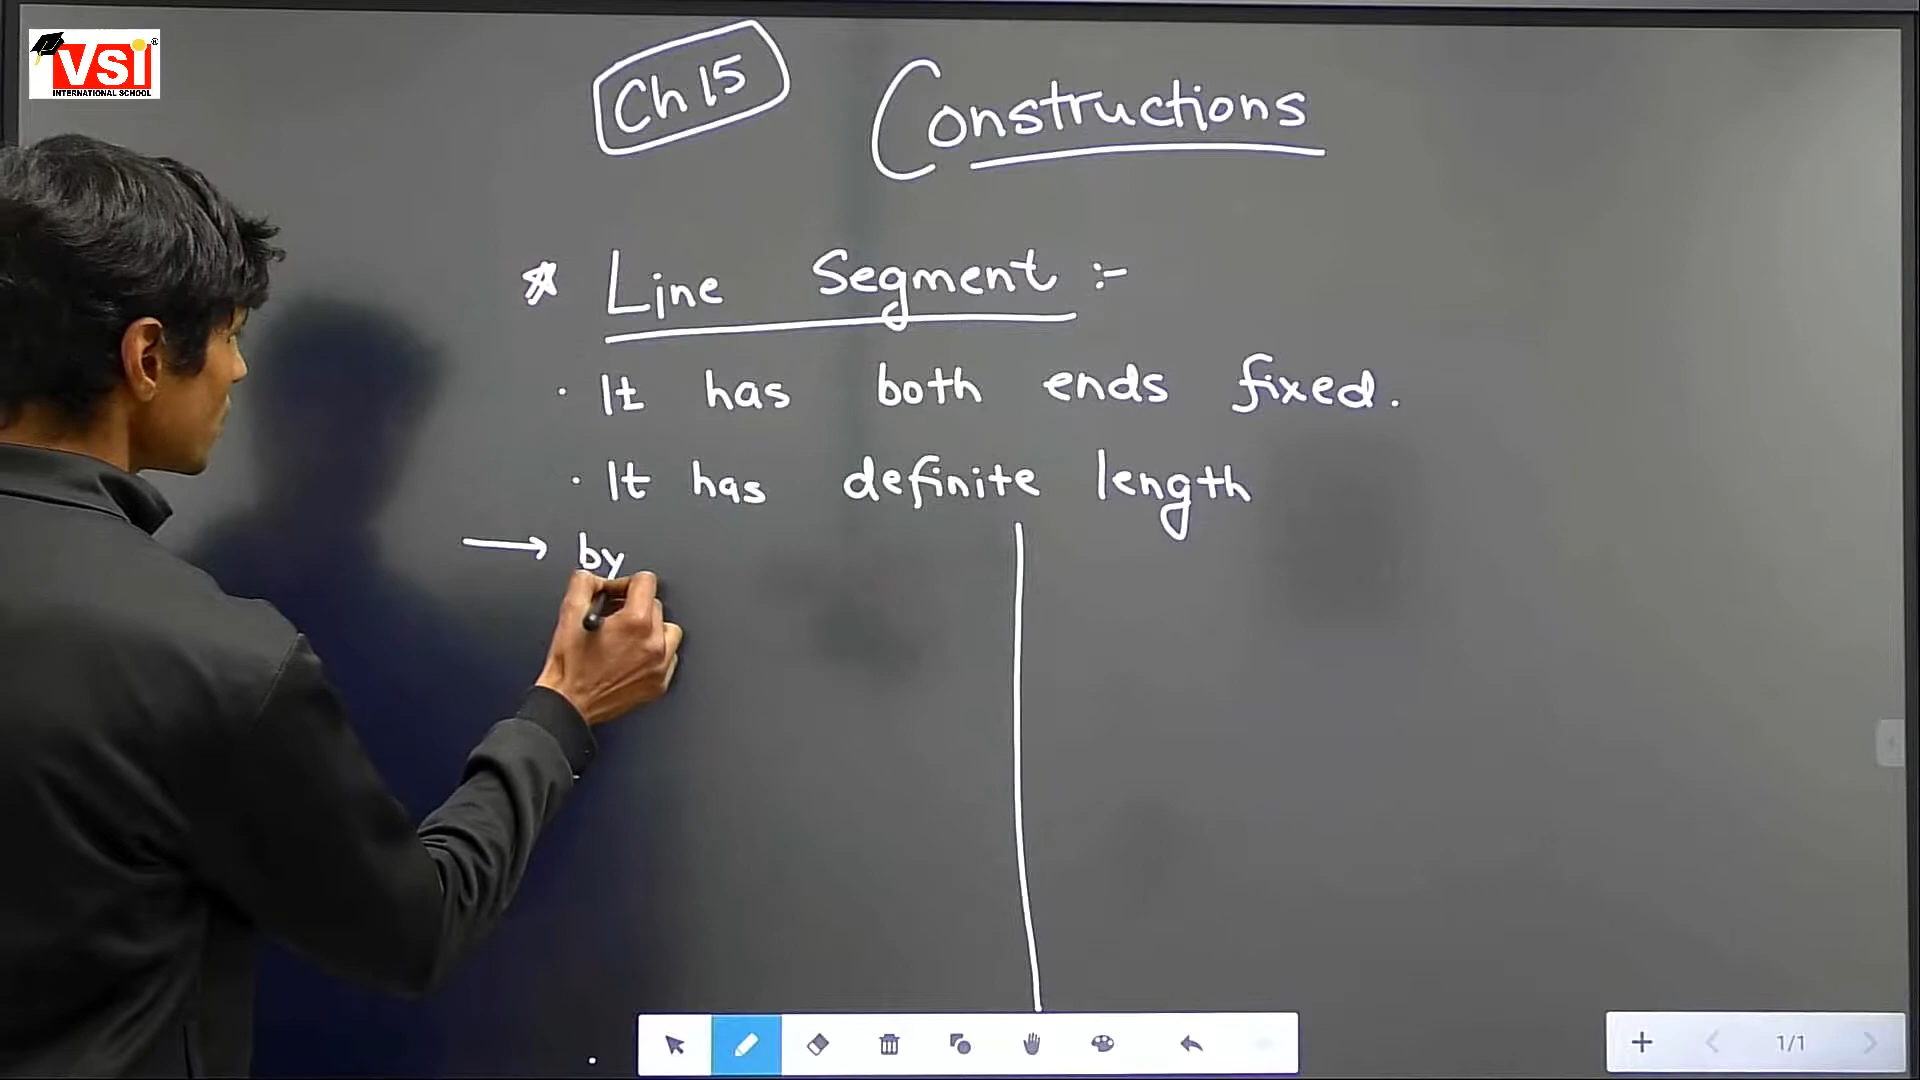 VSI
INTERNATIONAL SCHOOL
Ch 15 Constructions
Line Segment :-
· It has both ends fixed.
· It has definite length
→ by
1/1